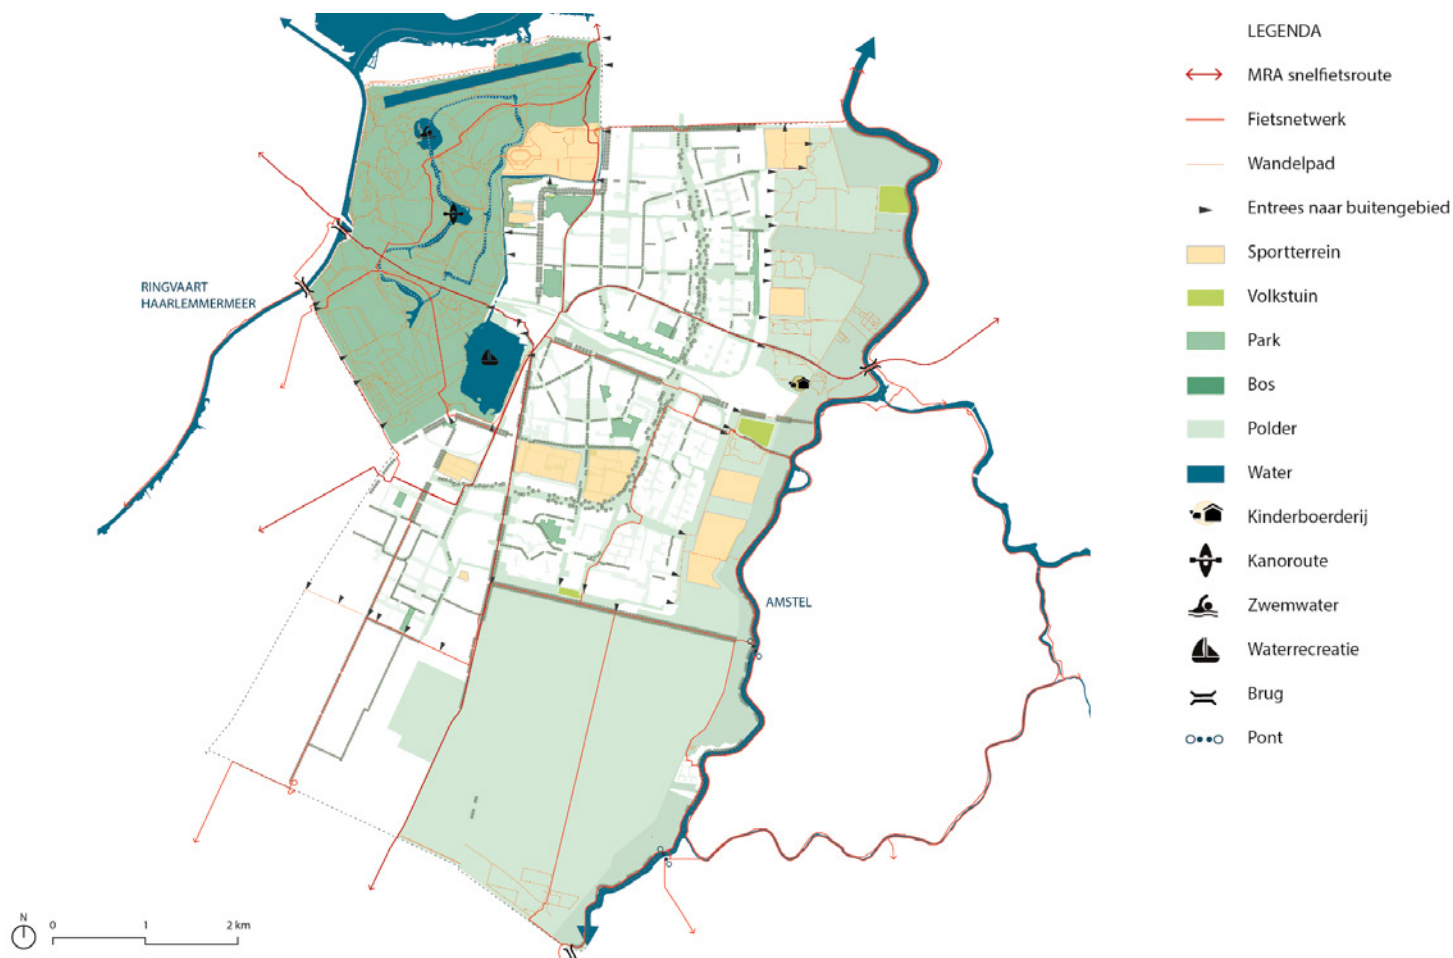 LEGENDA
MRA snelfietsroute
Fietsnetwerk
Wandelpad
Entrees naar buitengebied
Sportterrein
Volkstuin
Park
Bos
Polder
Water
Kinderboerderij
Kanoroute
Zwemwater
Waterrecreatie
Brug
Pont
RINGVAART
HAARLEMMERMEER
AMSTEL
N
0 1 2 km